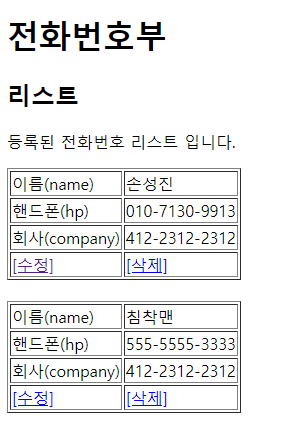 전화번호부
리스트
등록된 전화번호 리스트 입니다.
이름(name) 손성진
핸드폰(hp) 010-7130-9913
회사(company) 412-2312-2312
[수정] [삭제]
이름(name) 침착맨
핸드폰(hp) 555-5555-3333
회사(company) 412-2312-2312
[수정] [삭제]